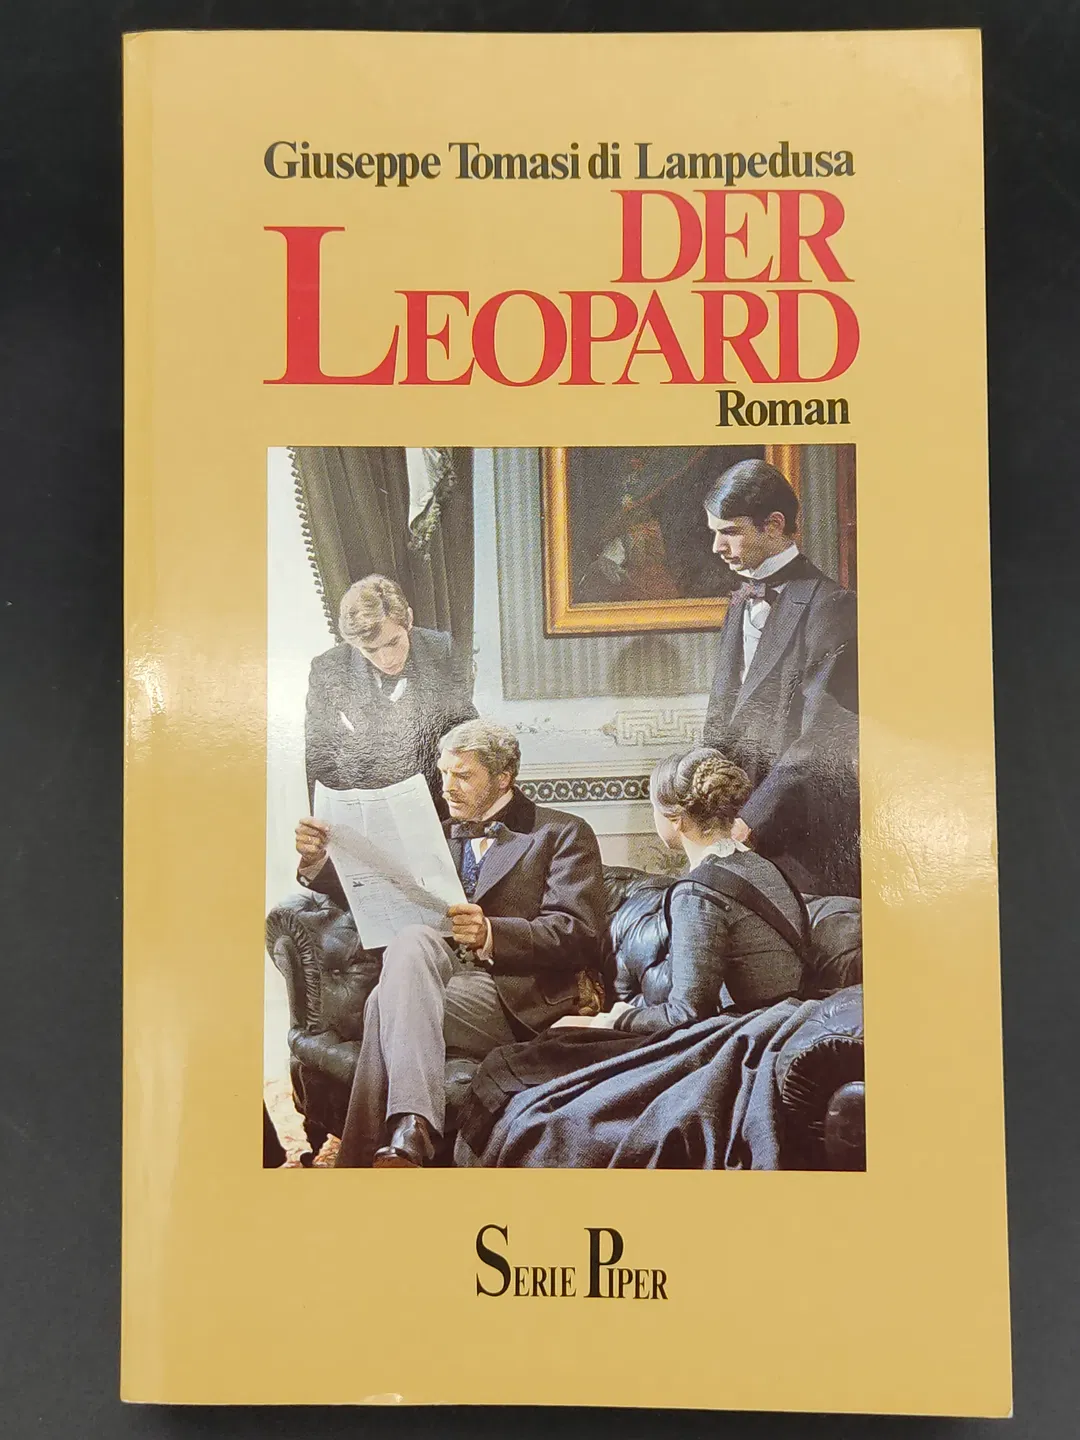 Giuseppe Tomasi di Lampedusa
DER
LEOPARD
Roman
SERIE PIPER